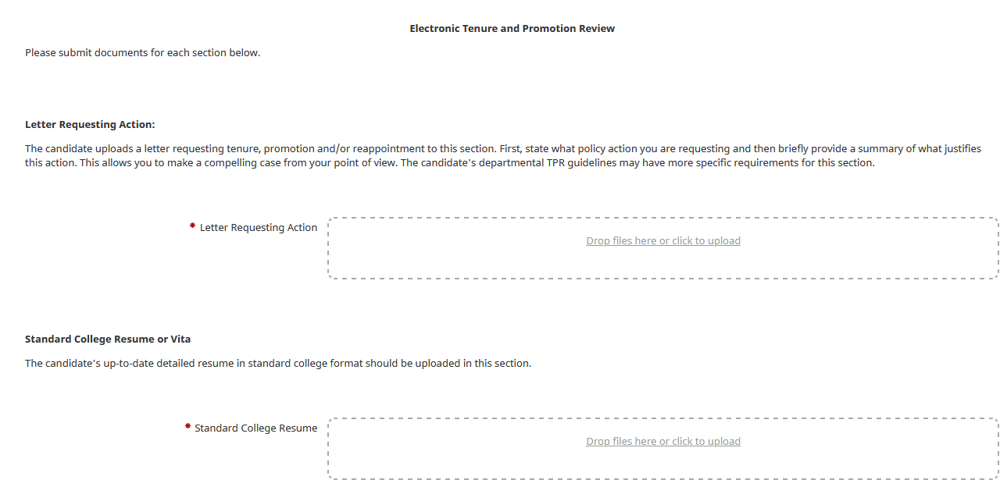 Electronic Tenure and Promotion Review
Please submit documents for each section below.
Letter Requesting Action:
The candidate uploads a letter requesting tenure, promotion and/or reappointment to this section. First, state what policy action you are requesting and then briefly provide a summary of what justifies
this action. This allows you to make a compelling case from your point of view. The candidate's departmental TPR guidelines may have more specific requirements for this section.
* Letter Requesting Action
Drop files here or click to upload
Standard College Resume or Vita
The candidate's up-to-date detailed resume in standard college format should be uploaded in this section.
* Standard College Resume
Drop files here or click to upload